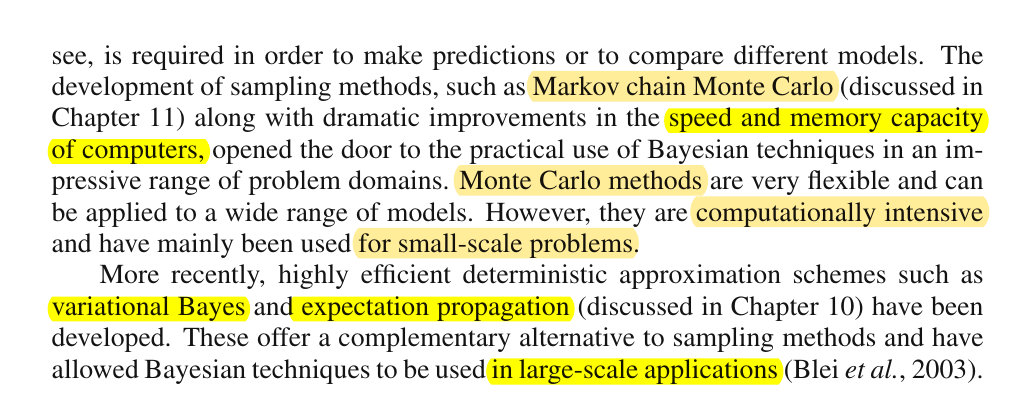 see, is required in order to make predictions or to compare different models. The
development of sampling methods, such as Markov chain Monte Carlo (discussed in
Chapter 11) along with dramatic improvements in the speed and memory capacity
of computers, opened the door to the practical use of Bayesian techniques in an im-
pressive range of problem domains. Monte Carlo methods are very flexible and can
be applied to a wide range of models. However, they are computationally intensive
and have mainly been used for small-scale problems.
More recently, highly efficient deterministic approximation schemes such as
variational Bayes and expectation propagation (discussed in Chapter 10) have been
developed. These offer a complementary alternative to sampling methods and have
allowed Bayesian techniques to be used in large-scale applications (Blei et al., 2003).